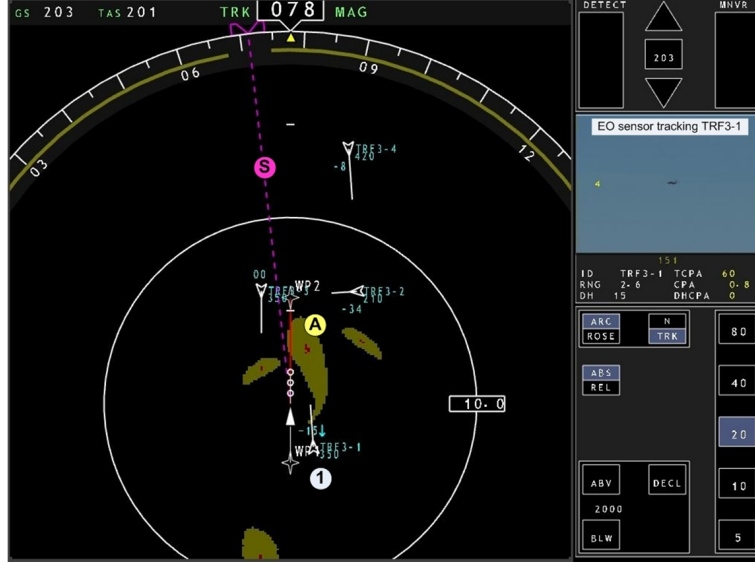 GS 203 TAS 201 TRK 078 MAG
DETECT MNVR
203
03 06 09 12
EO sensor tracking TRF3-1
4
TRF3-4
420
-8
S
151
ID TRF3-1 TCPA 60
RNG 2.6 CPA 0.8
DH 15 DHCPA 0
00
WP2
TRF3-2
210
-34
A
ARC N
ROSE TRK
80
ABS
REL
40
10.0
20
-15↓
TRF3-1
350
1
ABV DECL
10
2000
BLW
5